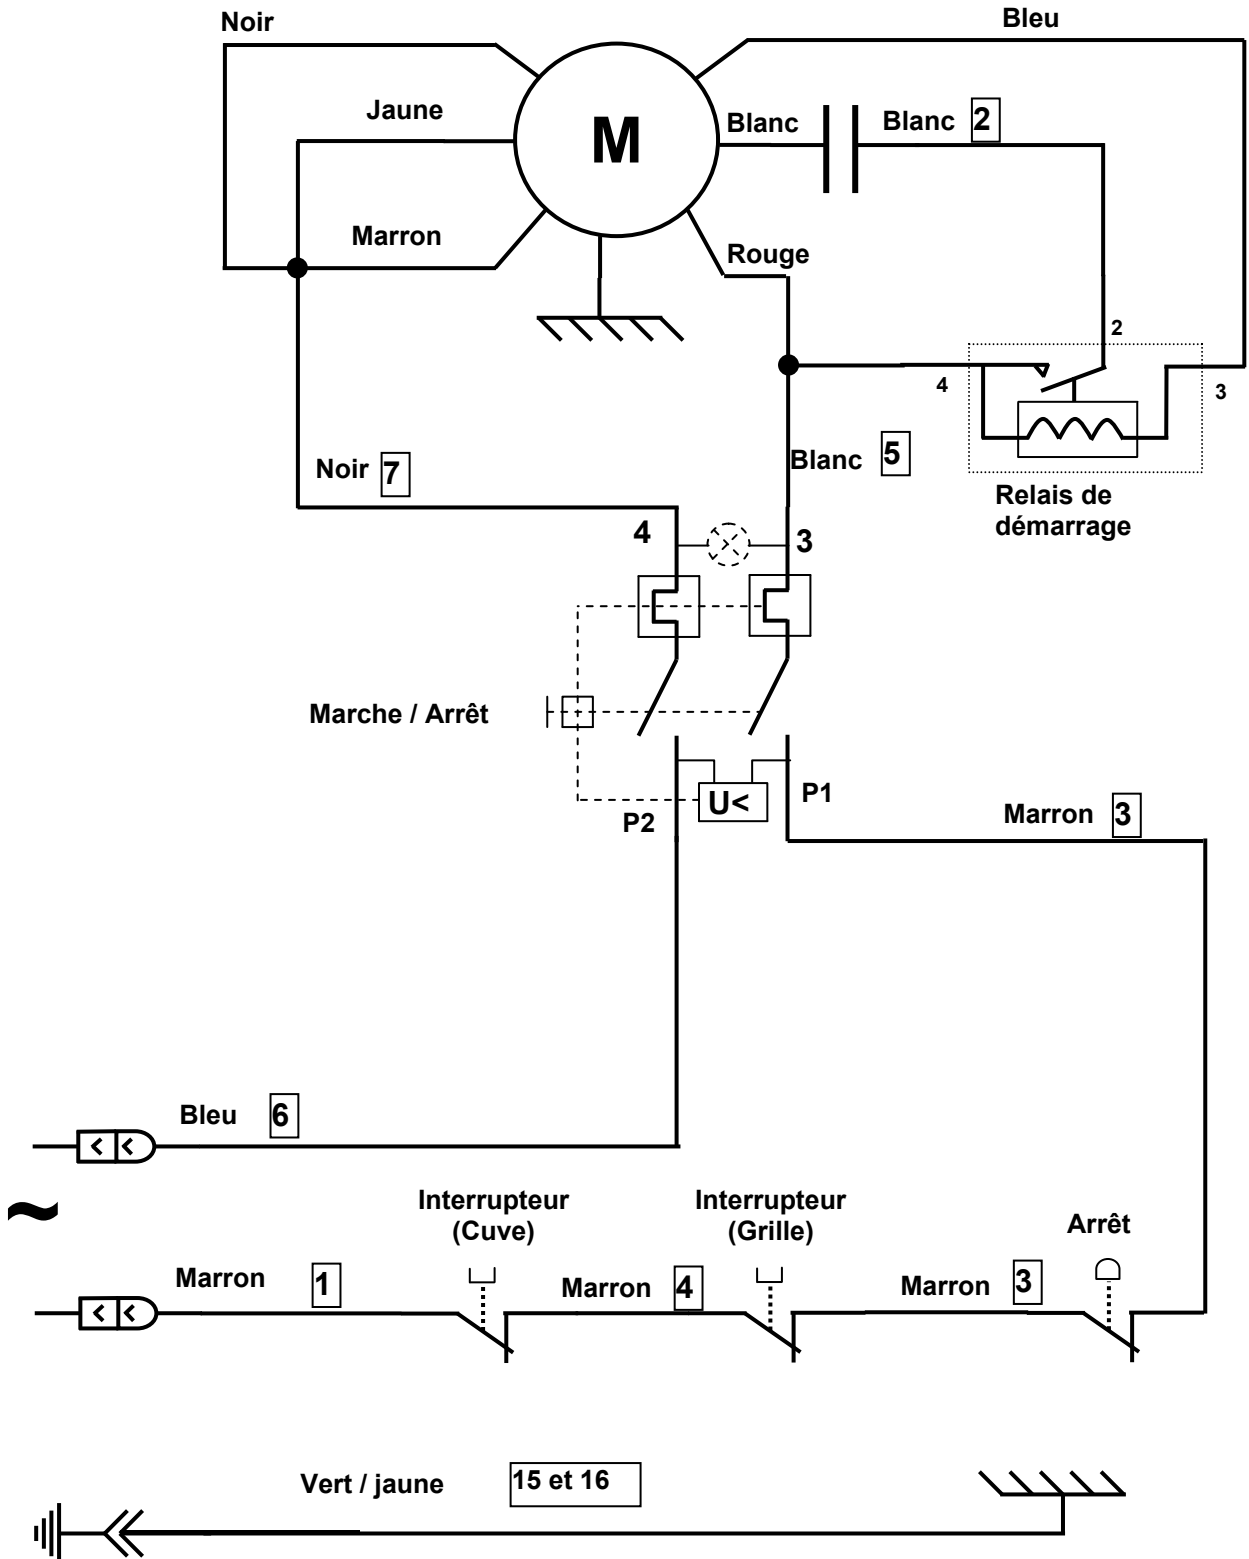 Noir
Bleu
Jaune
M
Blanc
Blanc 2
Marron
Rouge
2
4
3
Noir 7
Blanc 5
Relais de
démarrage
4
3
Marche / Arrêt
U<
P1
P2
Marron 3
Bleu 6
~
Interrupteur
(Cuve)
Interrupteur
(Grille)
Arrêt
Marron 1
Marron 4
Marron 3
Vert / jaune 15 et 16